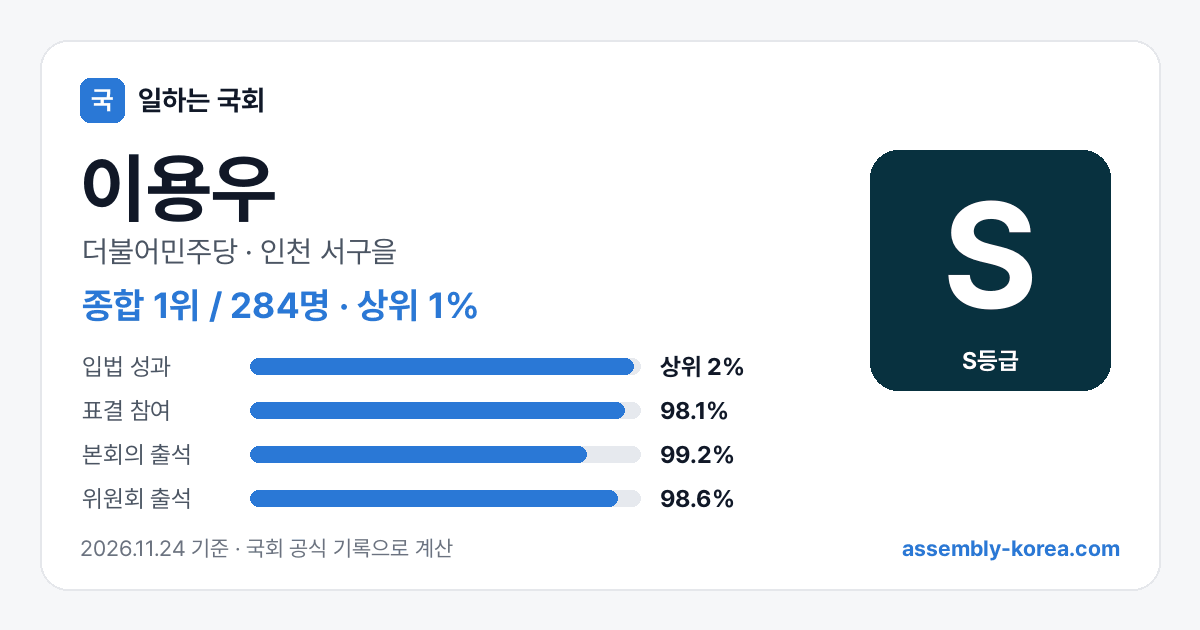 국 일하는 국회
이용우
더불어민주당 · 인천 서구을
종합 1위 / 284명 · 상위 1%
S
S등급
입법 성과 상위 2%
표결 참여 98.1%
본회의 출석 99.2%
위원회 출석 98.6%
2026.11.24 기준 · 국회 공식 기록으로 계산
assembly-korea.com